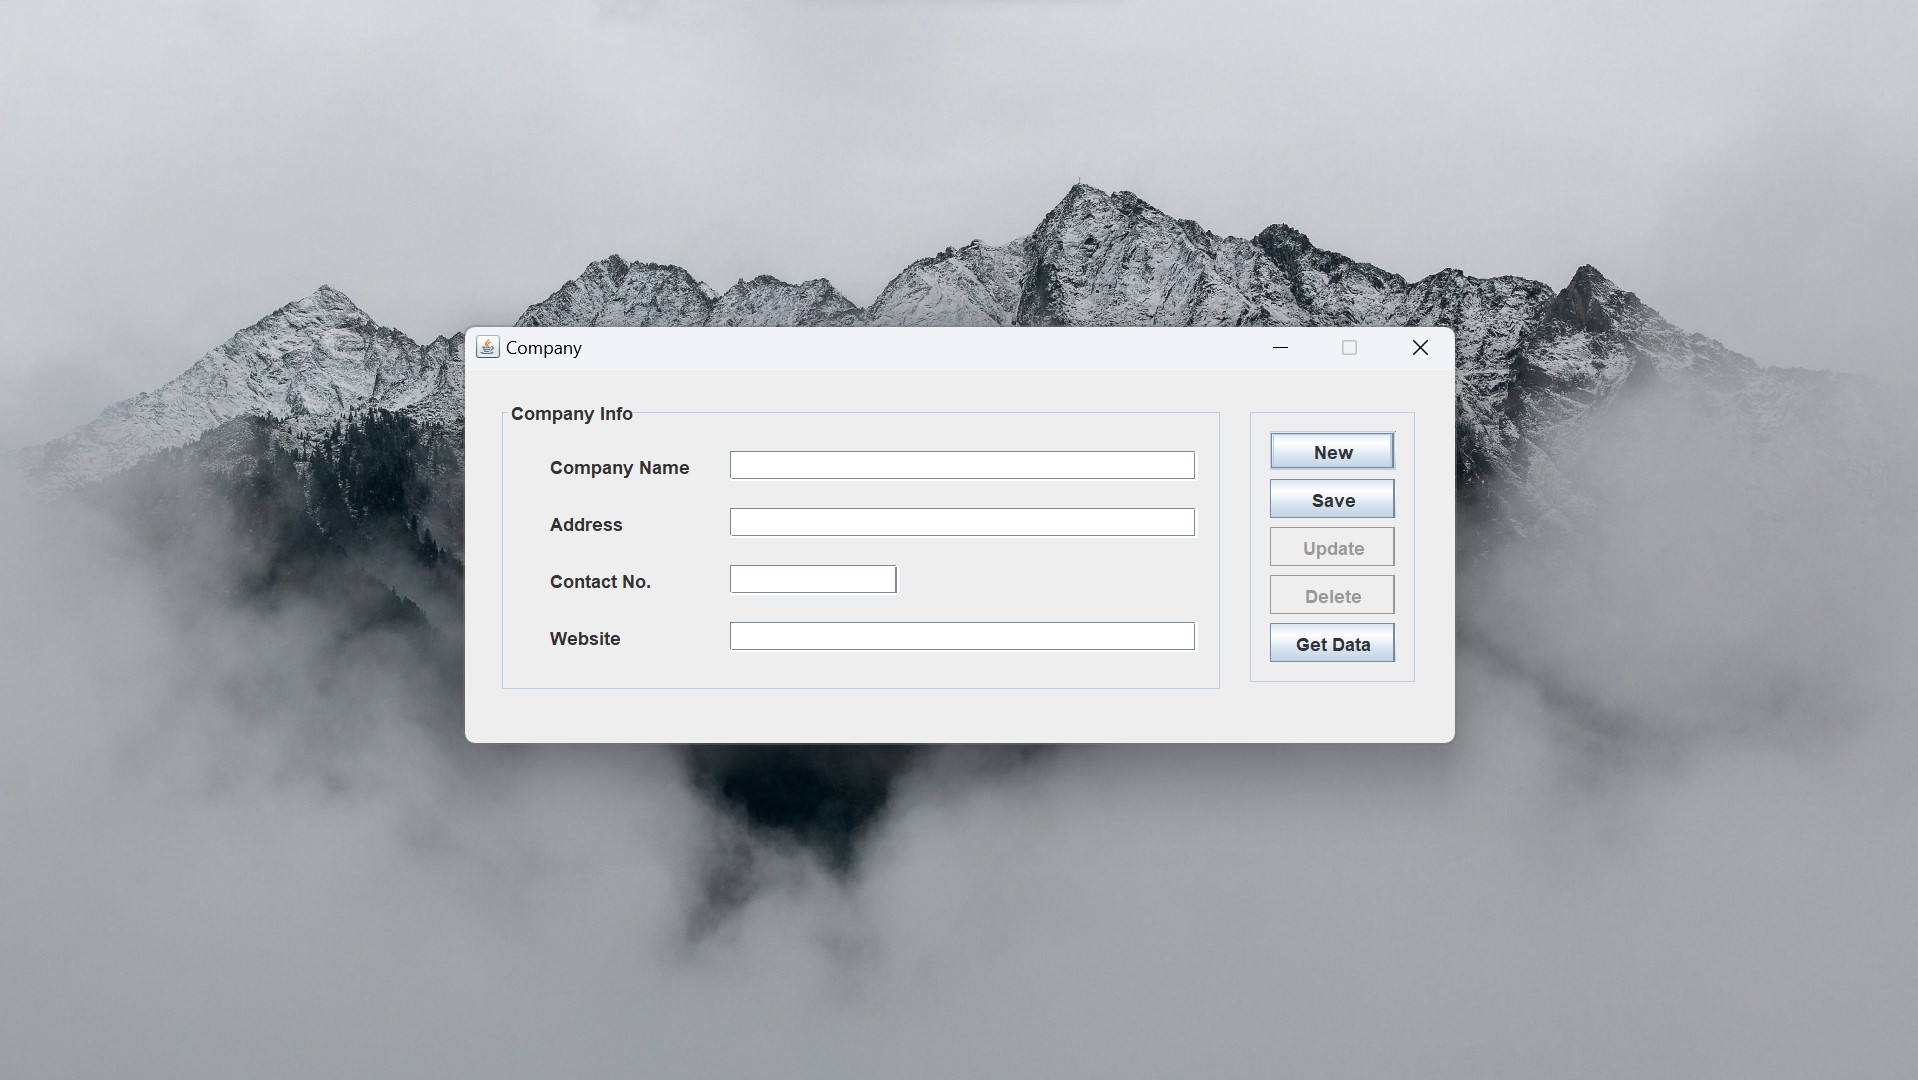 Company
Company Info
Company Name
Address
Contact No.
Website
New
Save
Update
Delete
Get Data